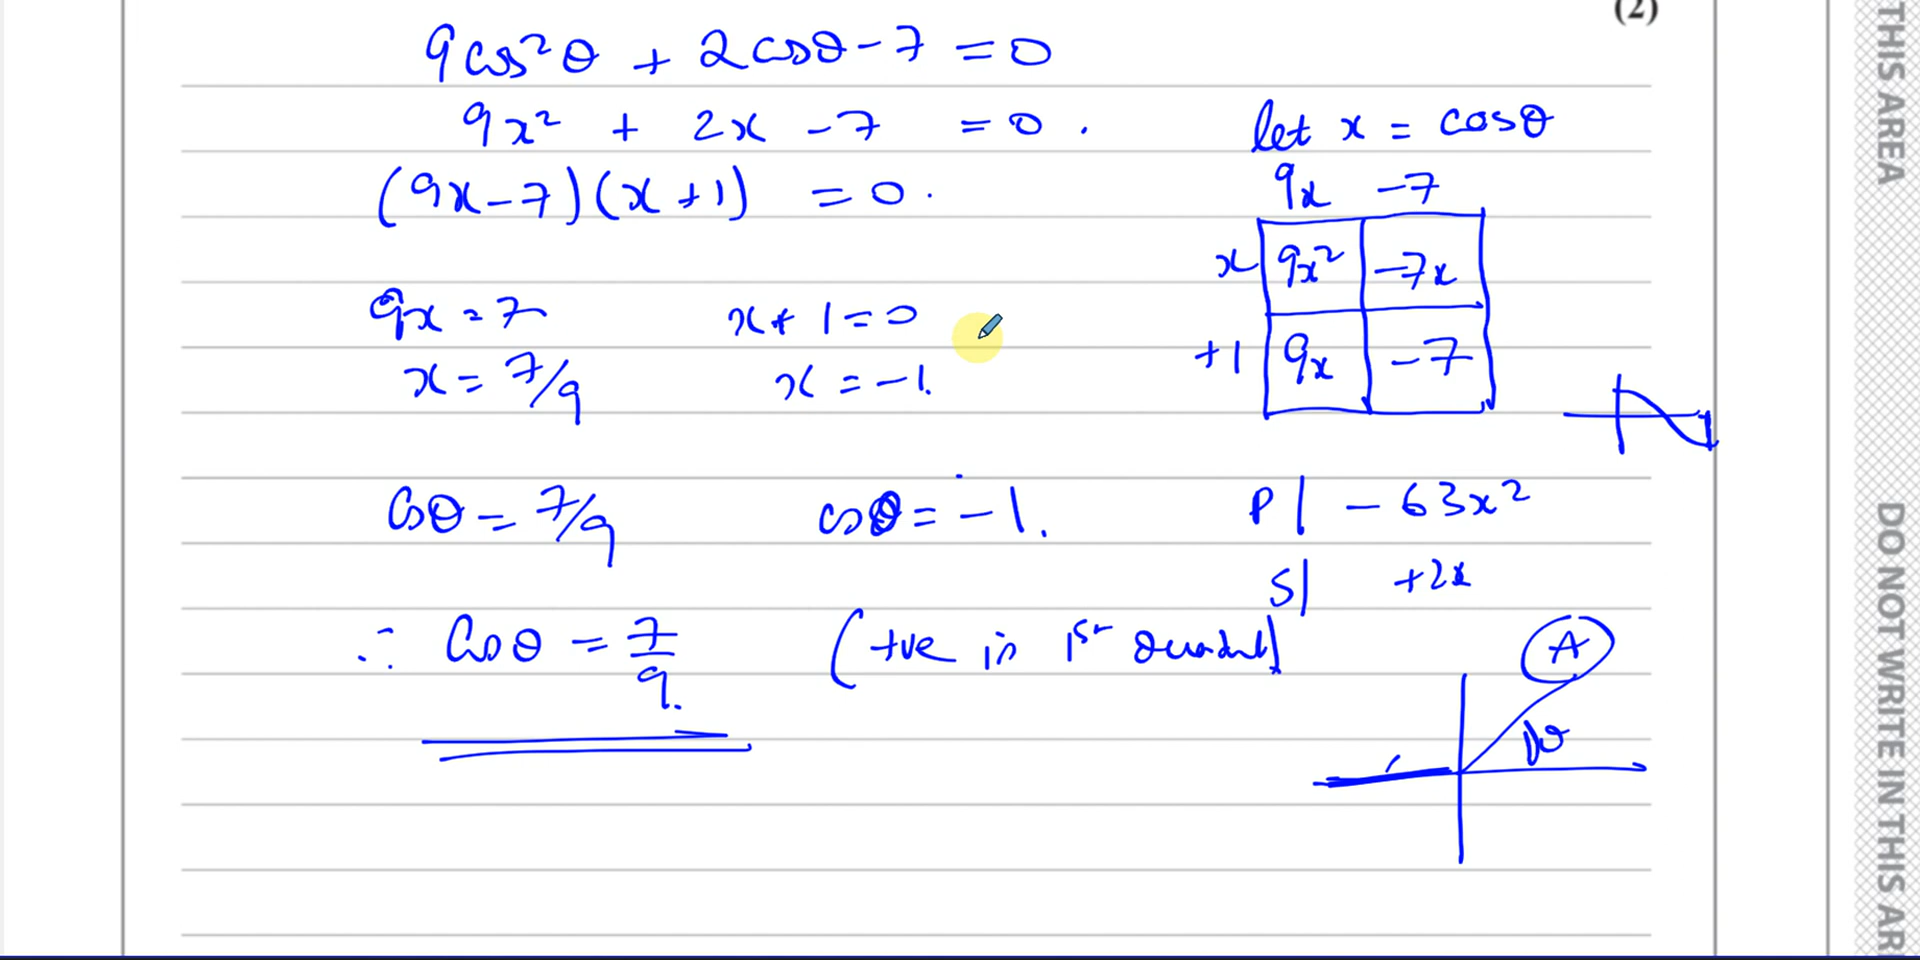 (2)
9cos²θ + 2cosθ - 7 = 0
9x² + 2x - 7 = 0.
let x = cosθ
(9x-7)(x+1) = 0.
9x -7
x 9x² -7x
+1 9x -7
9x = 7
x + 1 = 0
x = 7/9
x = -1.
Cosθ = 7/9
cosθ = -1.
P| -63x²
S| +2x
∴ Cosθ = 7/9.
(+ve in 1st
A
THIS AREA
DO NOT WRITE IN THIS AR